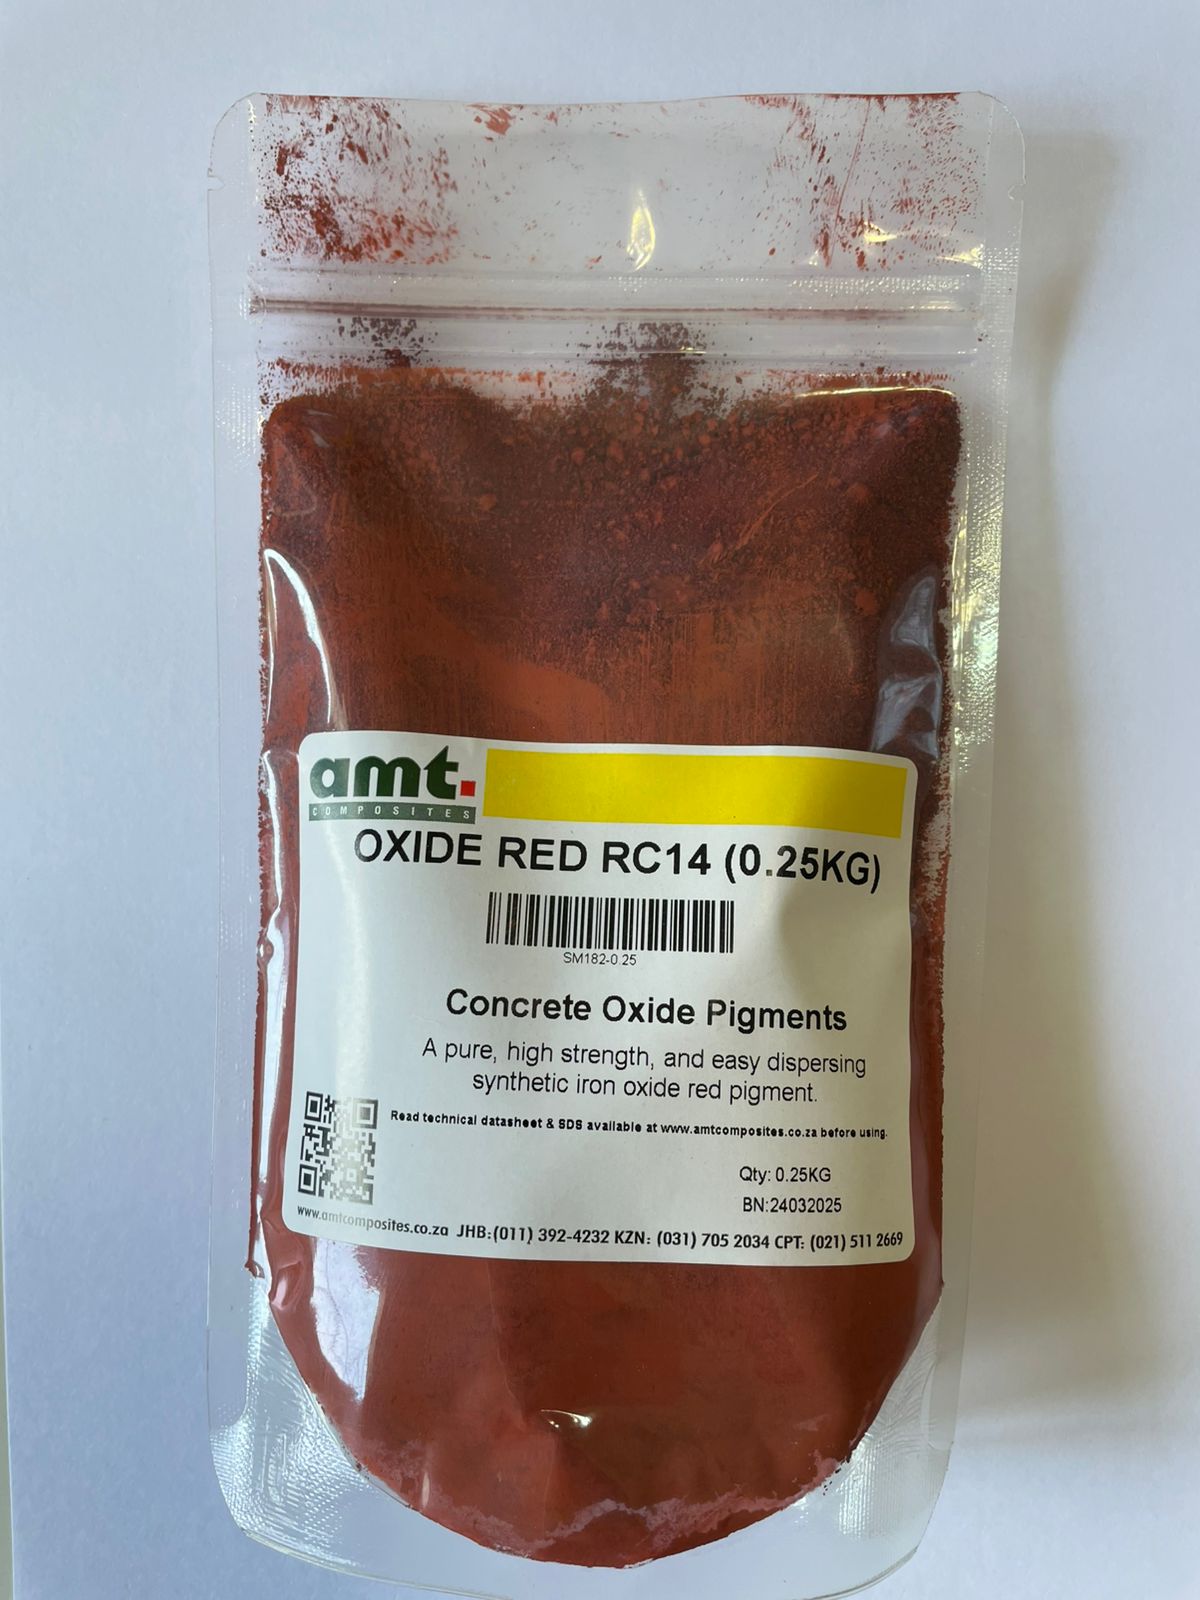 amt.
COMPOSITES
OXIDE RED RC14 (0.25KG)
SM182-0.25
Concrete Oxide Pigments
A pure, high strength, and easy dispersing
synthetic iron oxide red pigment.
Read technical datasheet & SDS available at www.amtcomposites.co.za before using.
Qty: 0.25KG
BN:24032025
www.amtcomposites.co.za JHB:(011) 392-4232 KZN: (031) 705 2034 CPT: (021) 511 2669